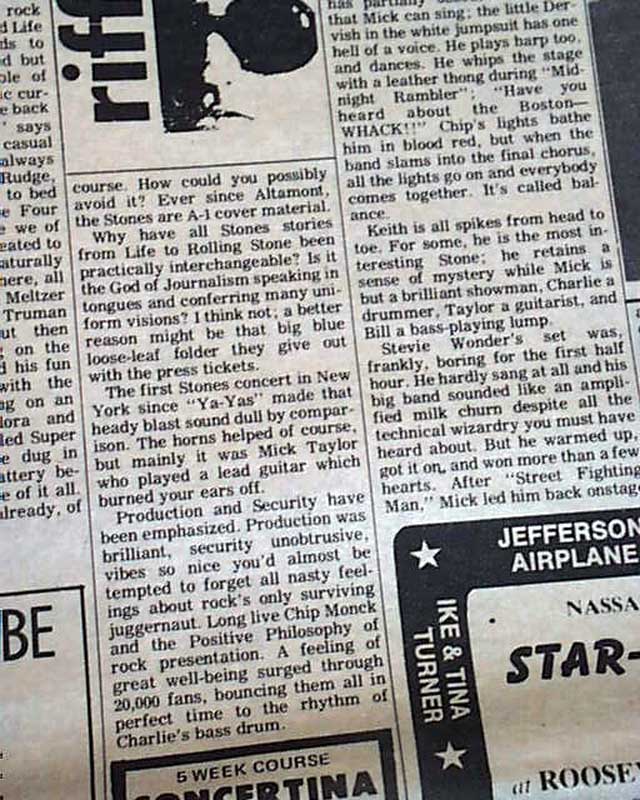 rock
d Life
ds to
d but
ole of
ic cur-
e back
" says
casual
always
Rudge,
to bed
e Four
e we of
eated to
aturally
here, all
Meltzer
Truman
ut then
on the
d his fun
with the
ag on an
lora and
led Super
e dug in
attery be-
e of it all.
already, of
BE
riff
course. How could you possibly
avoid it? Ever since Altamont,
the Stones are A-1 cover material.
Why have all Stones stories
from Life to Rolling Stone been
practically interchangeable? Is it
the God of Journalism speaking in
tongues and conferring many uni-
form visions? I think not; a better
reason might be that big blue
loose-leaf folder they give out
with the press tickets.
The first Stones concert in New
York since "Ya-Yas" made that
heady blast sound dull by compar-
ison. The horns helped of course,
but mainly it was Mick Taylor
who played a lead guitar which
burned your ears off.
Production and Security have
been emphasized. Production was
brilliant, security unobtrusive,
vibes so nice you'd almost be
tempted to forget all nasty feel-
ings about rock's only surviving
juggernaut. Long live Chip Monck
and the Positive Philosophy of
rock presentation. A feeling of
great well-being surged through
20,000 fans, bouncing them all in
perfect time to the rhythm of
Charlie's bass drum.
5 WEEK COURSE
CONCERTINA
has partially
that Mick can sing; the little Der-
vish in the white jumpsuit has one
hell of a voice. He plays harp too,
and dances. He whips the stage
with a leather thong during "Mid-
night Rambler"; "Have you
heard about the Boston—
WHACK!!" Chip's lights bathe
him in blood red, but when the
band slams into the final chorus,
all the lights go on and everybody
comes together. It's called bal-
ance.
Keith is all spikes from head to
toe. For some, he is the most in-
teresting Stone; he retains a
sense of mystery while Mick is
but a brilliant showman, Charlie a
drummer, Taylor a guitarist, and
Bill a bass-playing lump.
Stevie Wonder's set was,
frankly, boring for the first half
hour. He hardly sang at all and his
big band sounded like an ampli-
fied milk churn despite all the
technical wizardry you must have
heard about. But he warmed up,
got it on, and won more than a few
hearts. After "Street Fighting
Man," Mick led him back onstage
JEFFERSON
AIRPLANE
IKE & TINA
TURNER
NASSA
STAR-
at ROOSEV